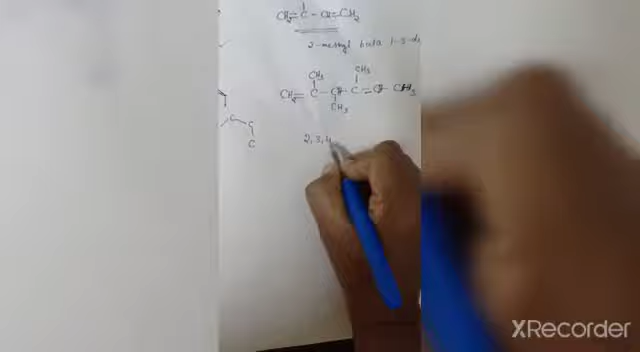 CH₂=C-CH=CH₂
2-methyl buta 1-3-di
CH₃ CH₃
CH₂=C-CH-C=CH-CH₃
CH₃
C C
C
2,3,4
XRecorder